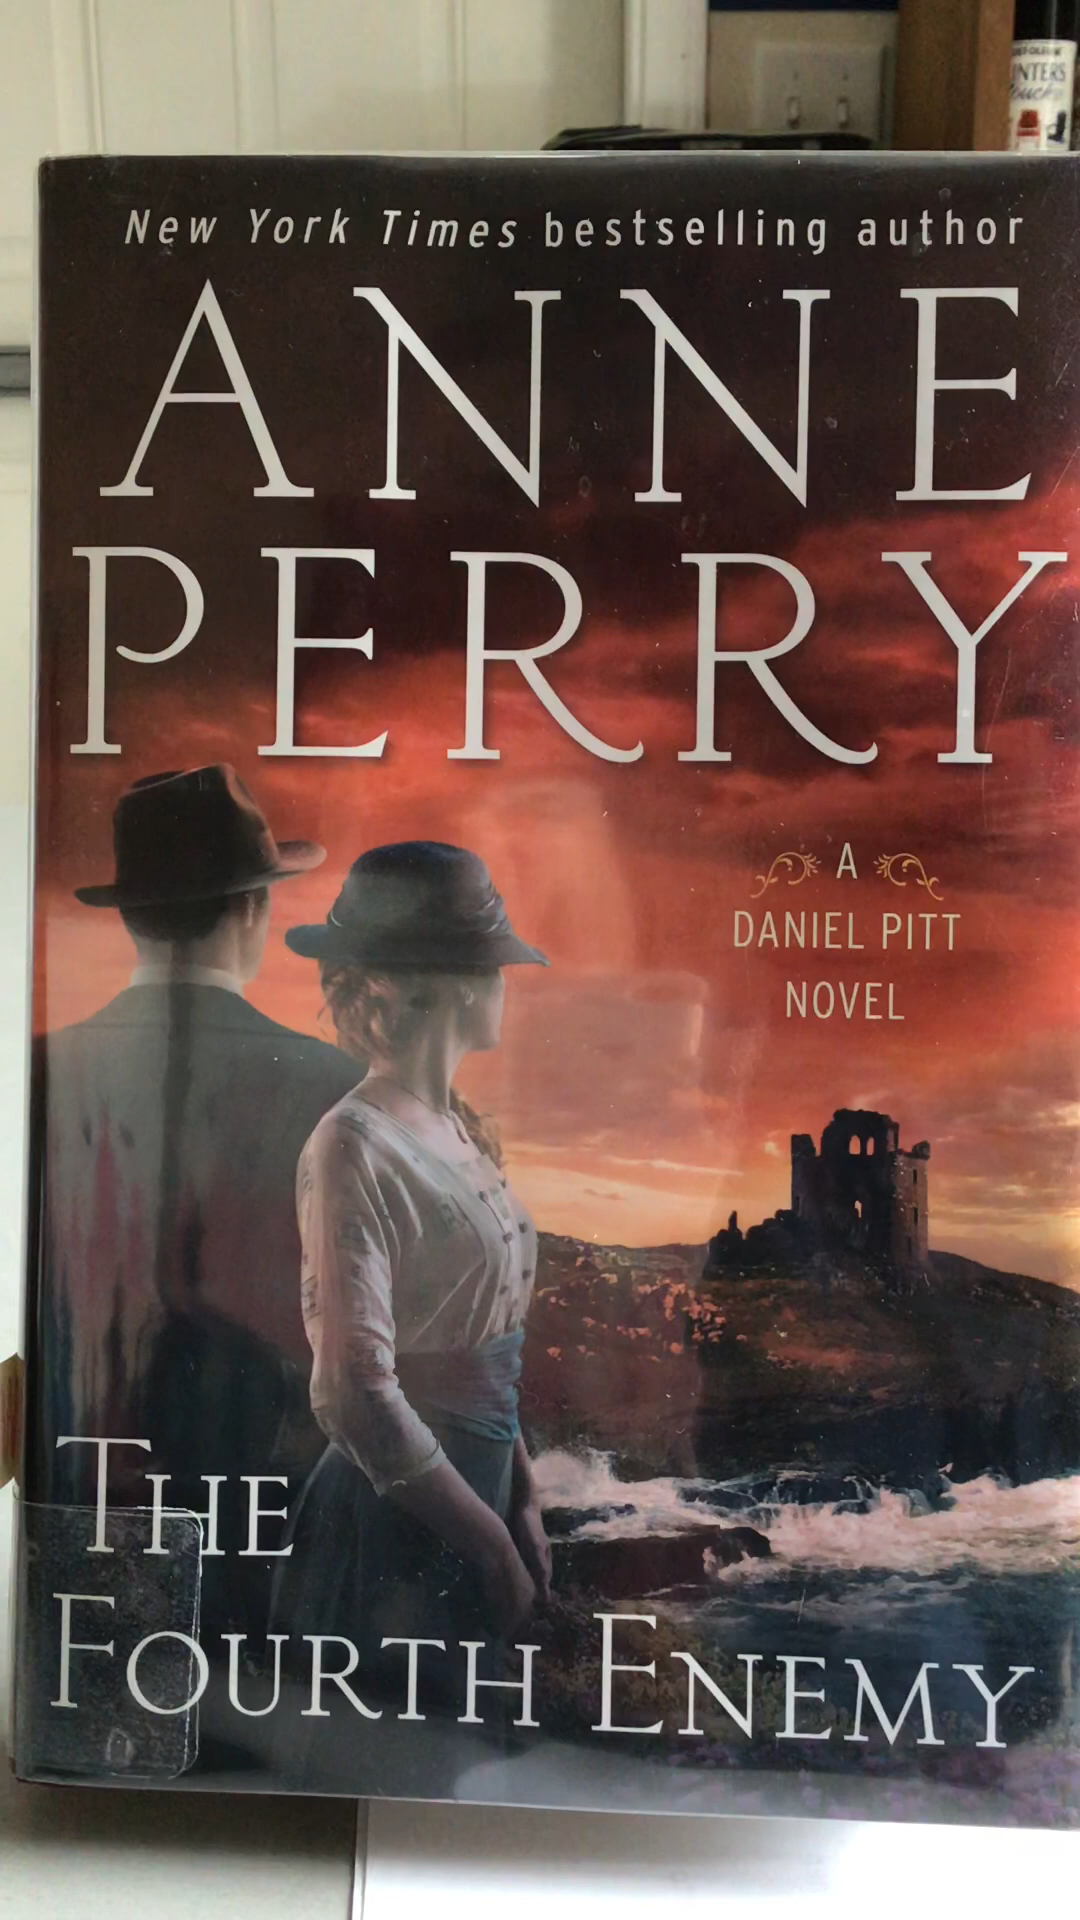 New York Times bestselling author
ANNE
PERRY
A
DANIEL PITT
NOVEL
THE
FOURTH ENEMY